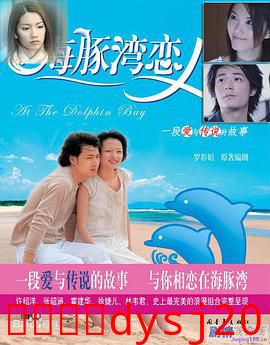 海豚湾恋人
At The Dolphin Bay
一段爱与传说的故事
罗彩娟 原著编剧
一段爱与传说的故事 与你相恋在海豚湾
许绍洋、张韶涵、霍建华、徐婕儿、林韦君、史上最完美的浪漫组合完整呈现
dysj70